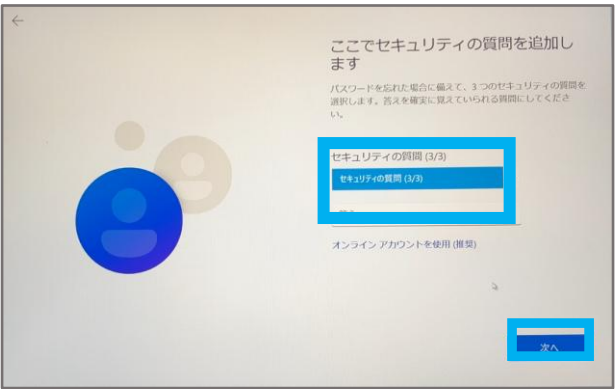 ここでセキュリティの質問を追加し
ます
パスワードを忘れた場合に備えて、3 つのセキュリティの質問を
選択します。答えを確実に覚えていられる質問にしてくださ
い。
セキュリティの質問 (3/3)
セキュリティの質問 (3/3)
オンライン アカウントを使用 (推奨)
次へ